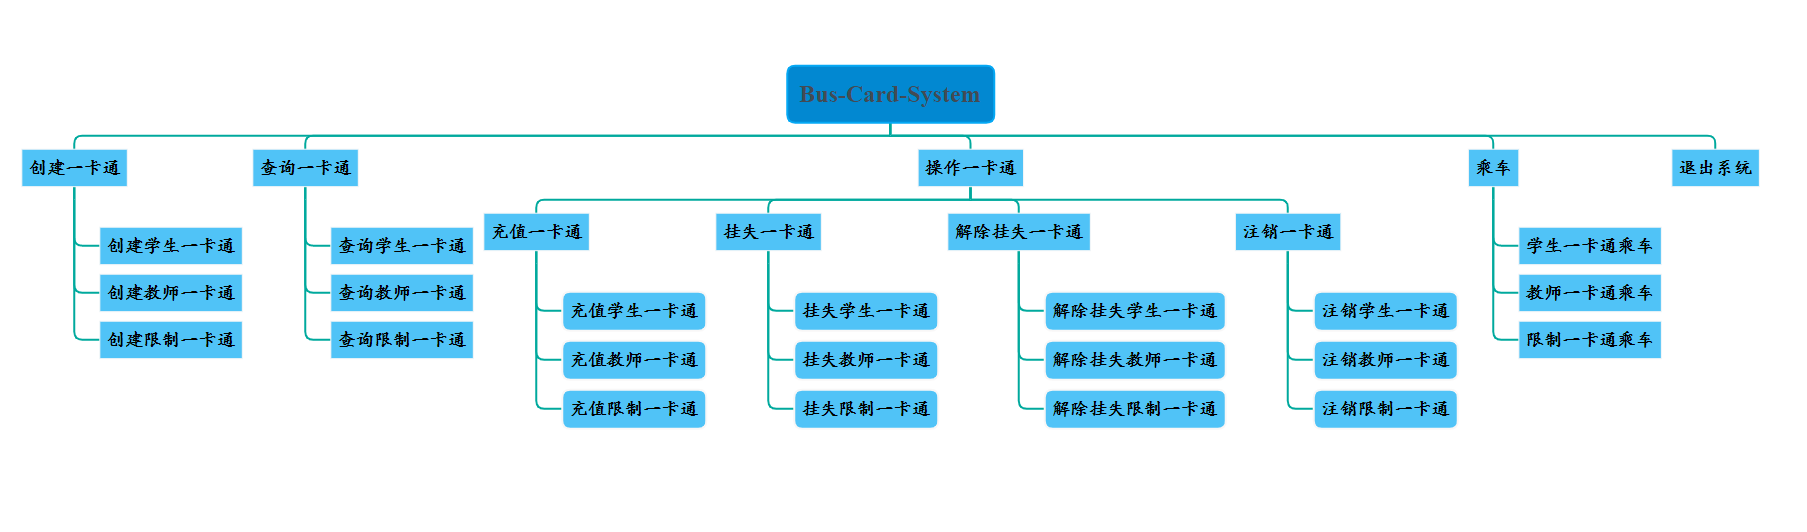 Bus-Card-System
创建一卡通
查询一卡通
操作一卡通
乘车
退出系统
充值一卡通
挂失一卡通
解除挂失一卡通
注销一卡通
创建学生一卡通
查询学生一卡通
学生一卡通乘车
创建教师一卡通
查询教师一卡通
教师一卡通乘车
充值学生一卡通
挂失学生一卡通
解除挂失学生一卡通
注销学生一卡通
创建限制一卡通
查询限制一卡通
限制一卡通乘车
充值教师一卡通
挂失教师一卡通
解除挂失教师一卡通
注销教师一卡通
充值限制一卡通
挂失限制一卡通
解除挂失限制一卡通
注销限制一卡通